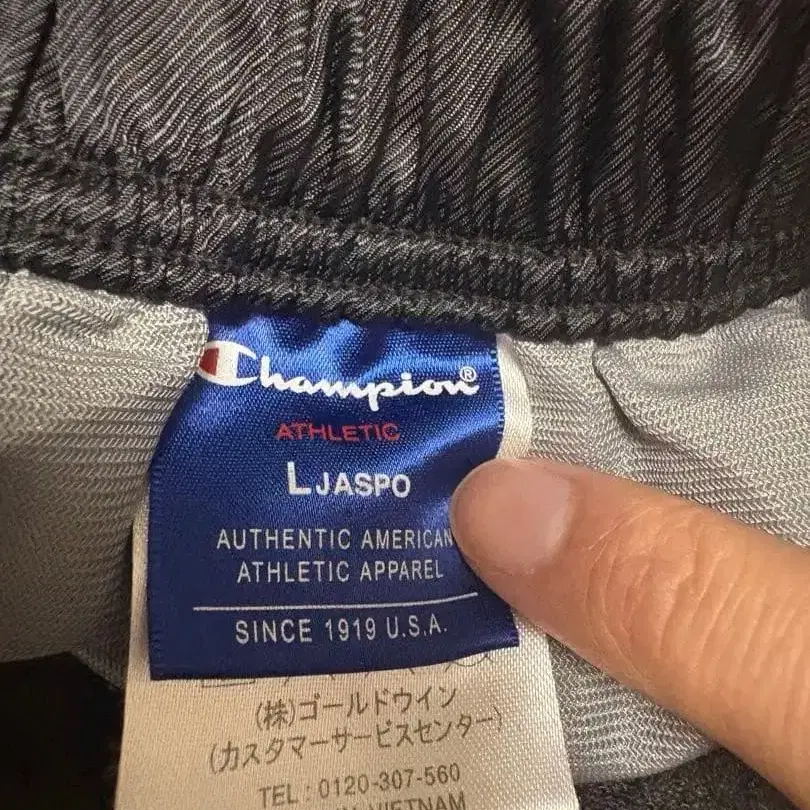 Champion®
ATHLETIC
L JASPO
AUTHENTIC AMERICAN
ATHLETIC APPAREL
SINCE 1919 U.S.A.
(株)ゴールドウイン
(カスタマーサービスセンター)
TEL : 0120-307-560
VIETNAM